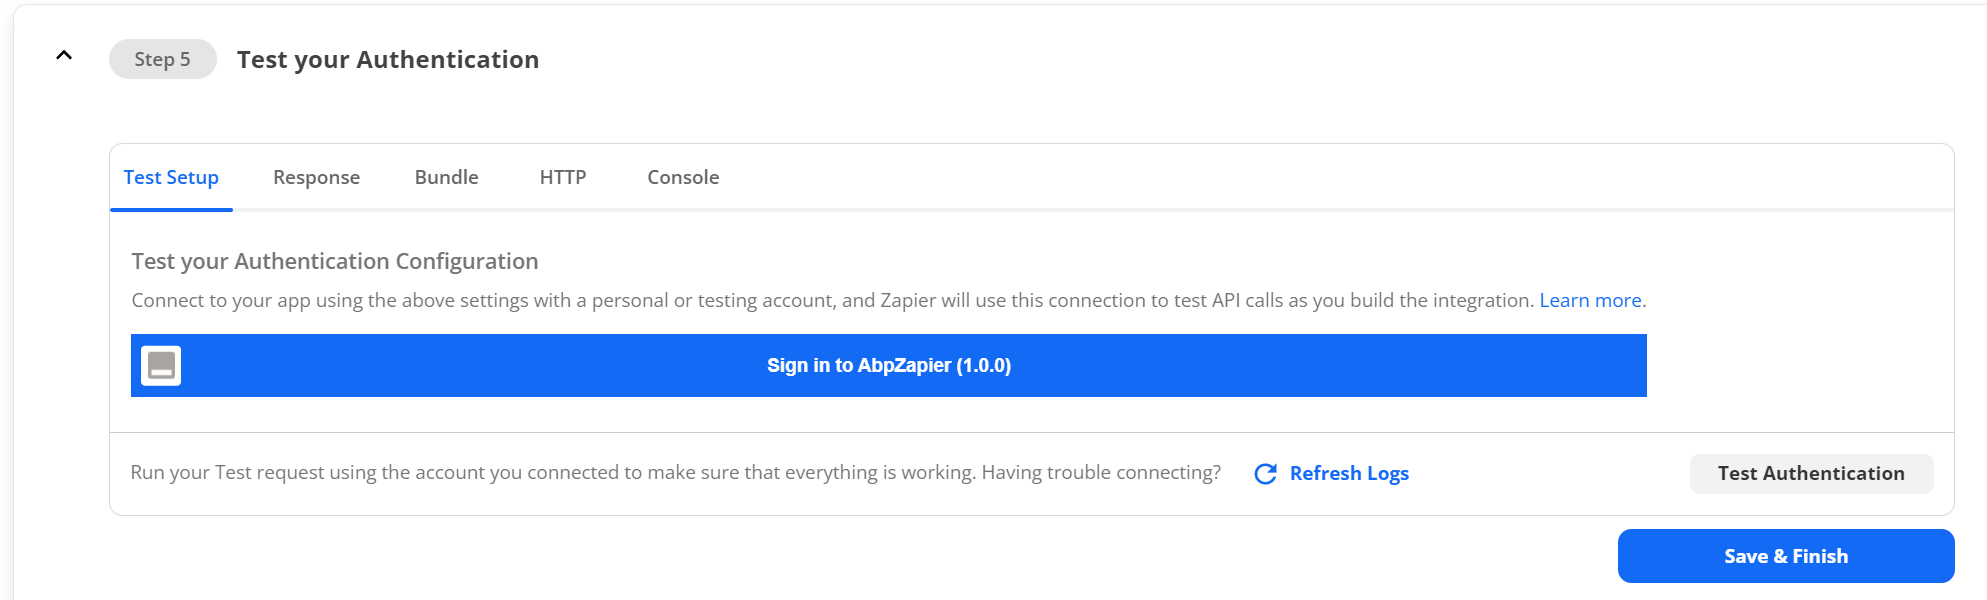 Step 5 Test your Authentication
Test Setup Response Bundle HTTP Console
Test your Authentication Configuration
Connect to your app using the above settings with a personal or testing account, and Zapier will use this connection to test API calls as you build the integration. Learn more.
Sign in to AbpZapier (1.0.0)
Run your Test request using the account you connected to make sure that everything is working. Having trouble connecting? Refresh Logs Test Authentication
Save & Finish